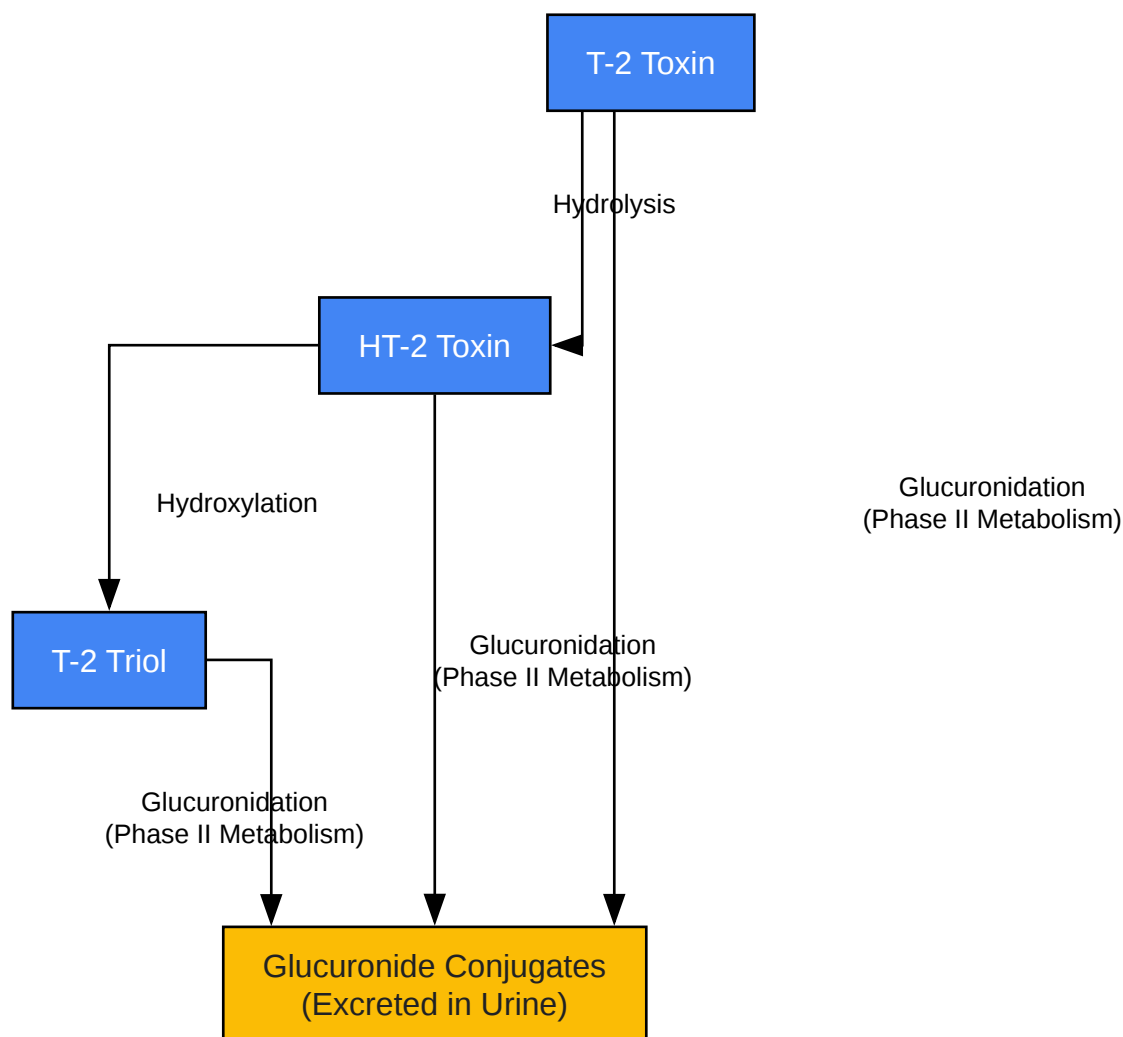 T-2 Toxin
Hydrolysis
HT-2 Toxin
Hydroxylation
Glucuronidation
(Phase II Metabolism)
T-2 Triol
Glucuronidation
(Phase II Metabolism)
Glucuronidation
(Phase II Metabolism)
Glucuronide Conjugates
(Excreted in Urine)